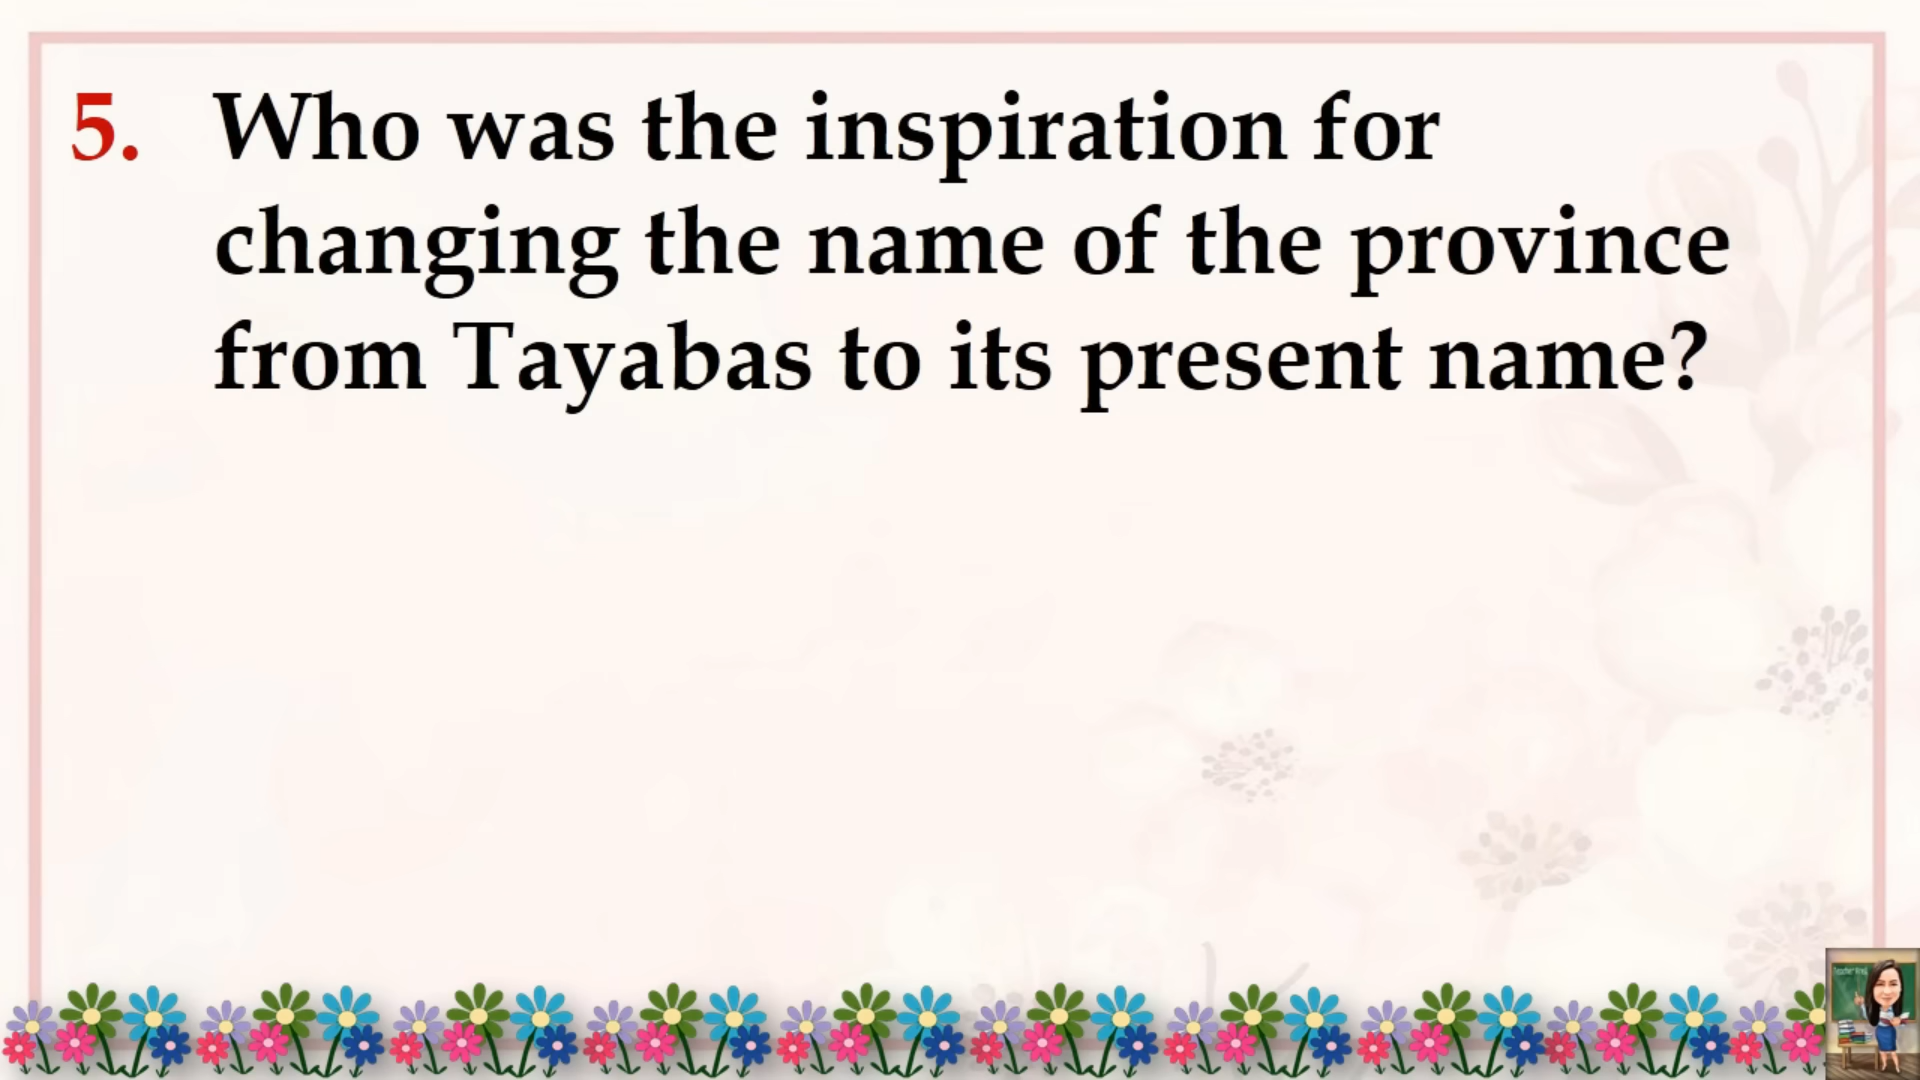 5. Who was the inspiration for
changing the name of the province
from Tayabas to its present name?